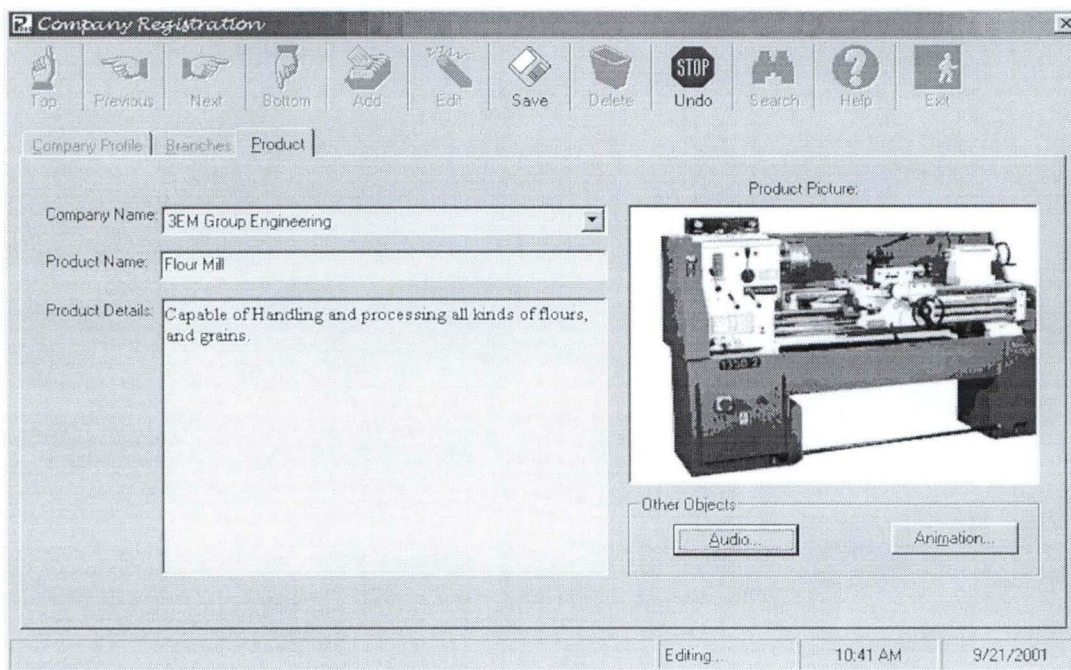 Company Registration
Top Previous Next Bottom Add Edit Save Delete STOP Undo Search Help Exit
Company Profile Branches Product
Product Picture:
Company Name: 3EM Group Engineering
Product Name: Flour Mill
Product Details: Capable of Handling and processing all kinds of flours,
and grains.
Other Objects
Audio... Animation...
Editing... 10:41 AM 9/21/2001